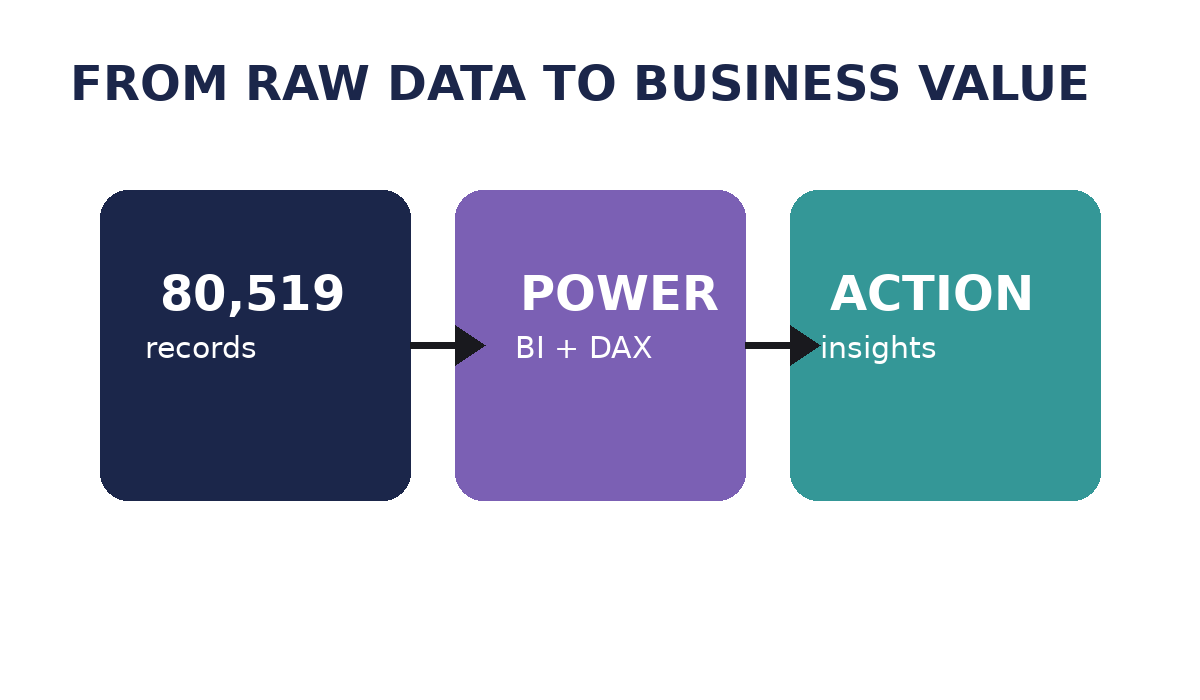 FROM RAW DATA TO BUSINESS VALUE
80,519
records
POWER
BI + DAX
ACTION
insights